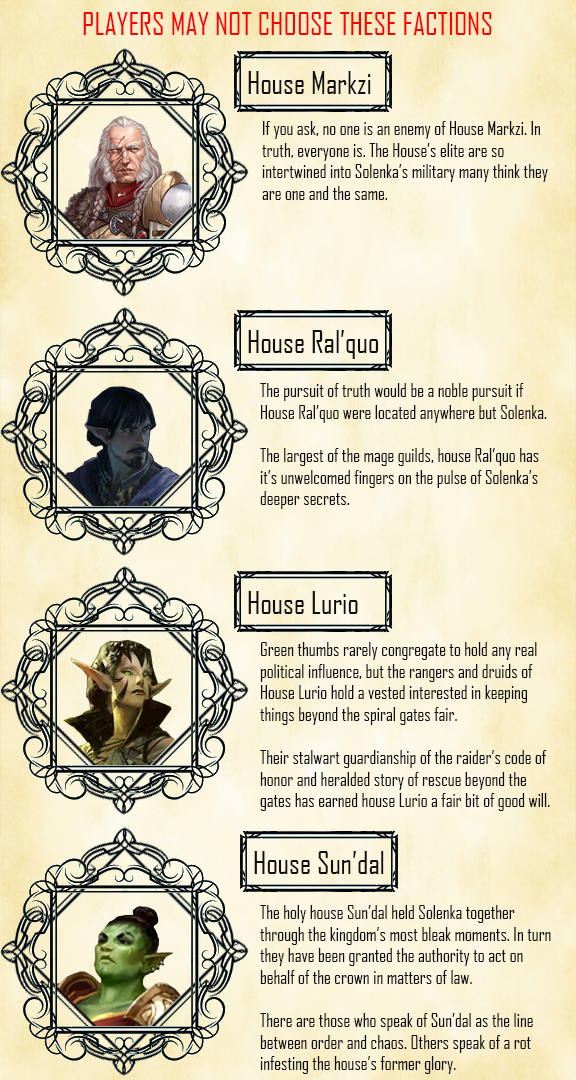 PLAYERS MAY NOT CHOOSE THESE FACTIONS
House Markzi
If you ask, no one is an enemy of House Markzi. In
truth, everyone is. The House's elite are so
intertwined into Solenka's military many think they
are one and the same.
House Ral'quo
The pursuit of truth would be a noble pursuit if
House Ral'quo were located anywhere but Solenka.
The largest of the mage guilds, house Ral'quo has
it's unwelcomed fingers on the pulse of Solenka's
deeper secrets.
House Lurio
Green thumbs rarely congregate to hold any real
political influence, but the rangers and druids of
House Lurio hold a vested interested in keeping
things beyond the spiral gates fair.
Their stalwart guardianship of the raider's code of
honor and heralded story of rescue beyond the
gates has earned house Lurio a fair bit of good will.
House Sun'dal
The holy house Sun'dal held Solenka together
through the kingdom's most bleak moments. In turn
they have been granted the authority to act on
behalf of the crown in matters of law.
There are those who speak of Sun'dal as the line
between order and chaos. Others speak of a rot
infesting the house's former glory.